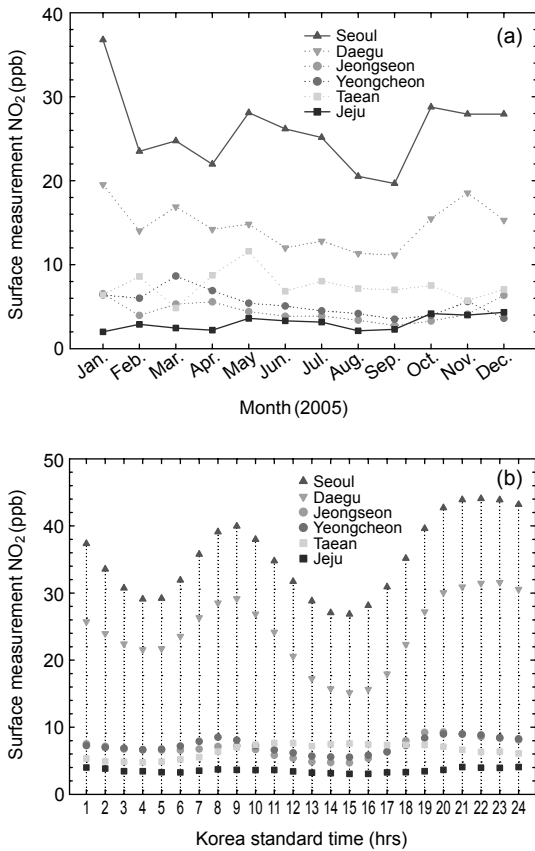 (a)
Surface measurement NO₂ (ppb)
40
30
20
10
0
Seoul
Daegu
Jeongseon
Yeongcheon
Taean
Jeju
Jan. Feb. Mar. Apr. May Jun. Jul. Aug. Sep. Oct. Nov. Dec.
Month (2005)
(b)
Surface measurement NO₂ (ppb)
50
40
30
20
10
0
Seoul
Daegu
Jeongseon
Yeongcheon
Taean
Jeju
1 2 3 4 5 6 7 8 9 10 11 12 13 14 15 16 17 18 19 20 21 22 23 24
Korea standard time (hrs)